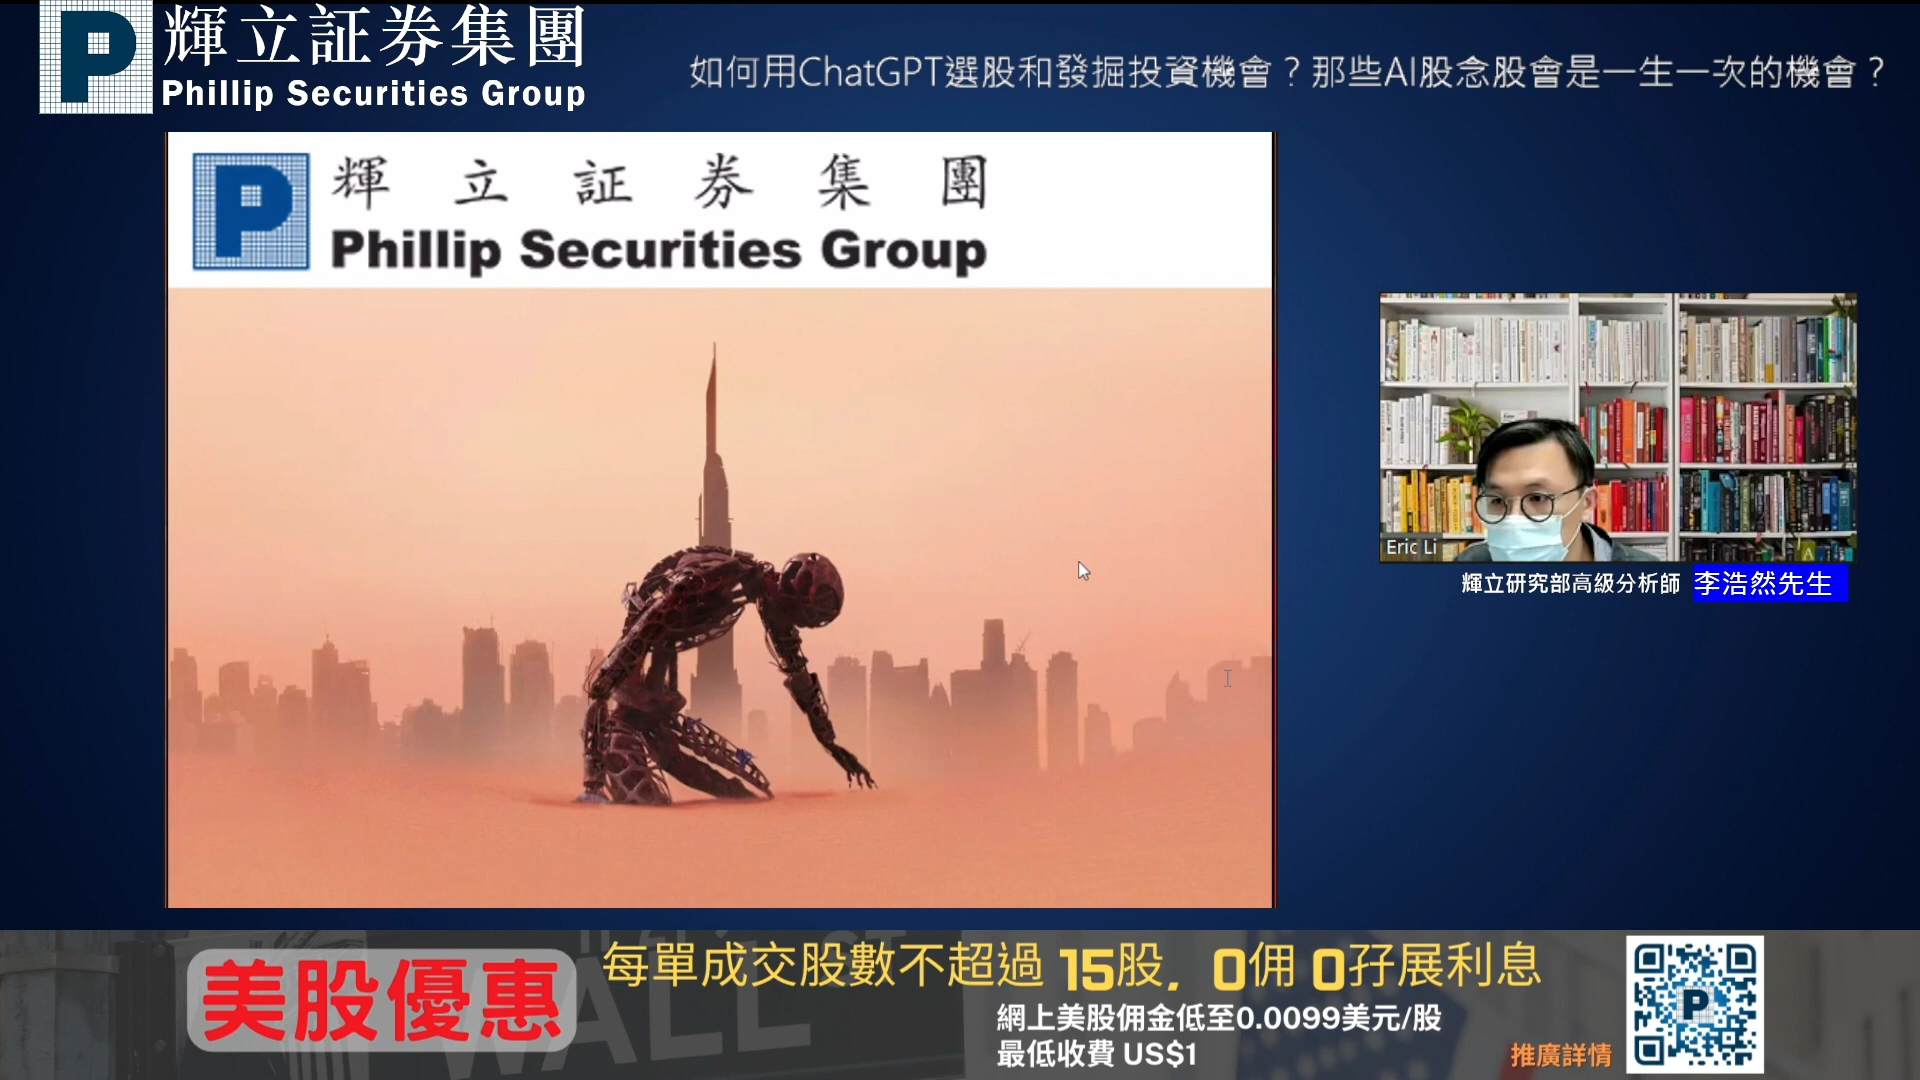 輝立証券集團
Phillip Securities Group
如何用ChatGPT選股和發掘投資機會？那些AI股念股會是一生一次的機會？
輝立証券集團
Phillip Securities Group
Eric Li
輝立研究部高級分析師 李浩然先生
美股優惠
每單成交股數不超過 15股, 0佣 0孖展利息
網上美股佣金低至0.0099美元/股
最低收費 US$1
推廣詳情
WALL ST